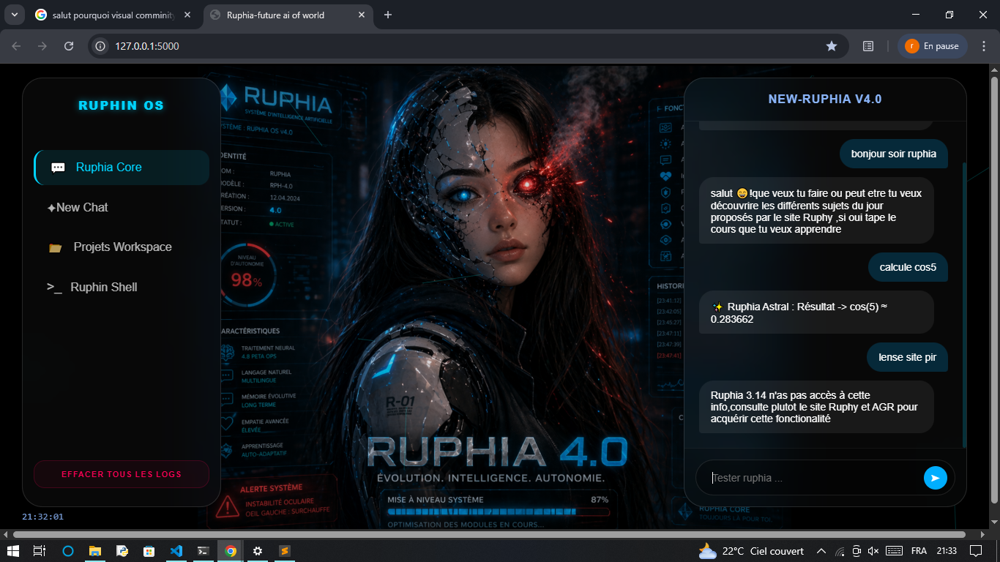 salut pourquoi visual comminity
Ruphia-future ai of world
127.0.0.1:5000
r
En pause
RUPHIN OS
Ruphia Core
New Chat
Projets Workspace
>_ Ruphin Shell
EFFACER TOUS LES LOGS
21:32:01
RUPHIA
SYSTÈME D'INTELLIGENCE ARTIFICIELLE
RUPHIA OS v4.0
RUPHIA
RPH-4.0
12.04.2024
4.0
ACTIVE
NIVEAU
D'AUTONOMIE
98%
TRAITEMENT NEURAL
4.8 PETA OPS
LANGAGE NATUREL
MULTILINGUE
MÉMOIRE ÉVOLUTIVE
LONG TERME
EMPATIE AVANCÉE
ÉLEVÉE
APPRENTISSAGE
AUTO-ADAPTATIF
ALERTE SYSTÈME
INSTABILITÉ OCULAIRE
OEIL GAUCHE : SURCHAUFFE
R-01
RUPHIA 4.0
ÉVOLUTION. INTELLIGENCE. AUTONOMIE.
MISE À NIVEAU SYSTÈME 87%
OPTIMISATION DES MODULES EN COURS...
HISTORI
[23:41:12]
[23:42:05]
[23:45:27]
[23:47:11]
[23:47:39]
[23:47:41]
NEW-RUPHIA V4.0
bonjour soir ruphia
salut 😄!que veux tu faire ou peut etre tu veux
découvrire les différents sujets du jour
proposés par le site Ruphy ,si oui tape le
cours que tu veux apprendre
calcule cos5
✨ Ruphia Astral : Résultat -> cos(5) ≈
0.283662
lense site pir
Ruphia 3.14 n'as pas accès à cette
info,consulte plutot le site Ruphy et AGR pour
acquérir cette fonctionalité
Tester ruphia ...
RUPHIA CORE
TOUJOURS LÀ POUR TOI.
22°C Ciel couvert
FRA
21:33